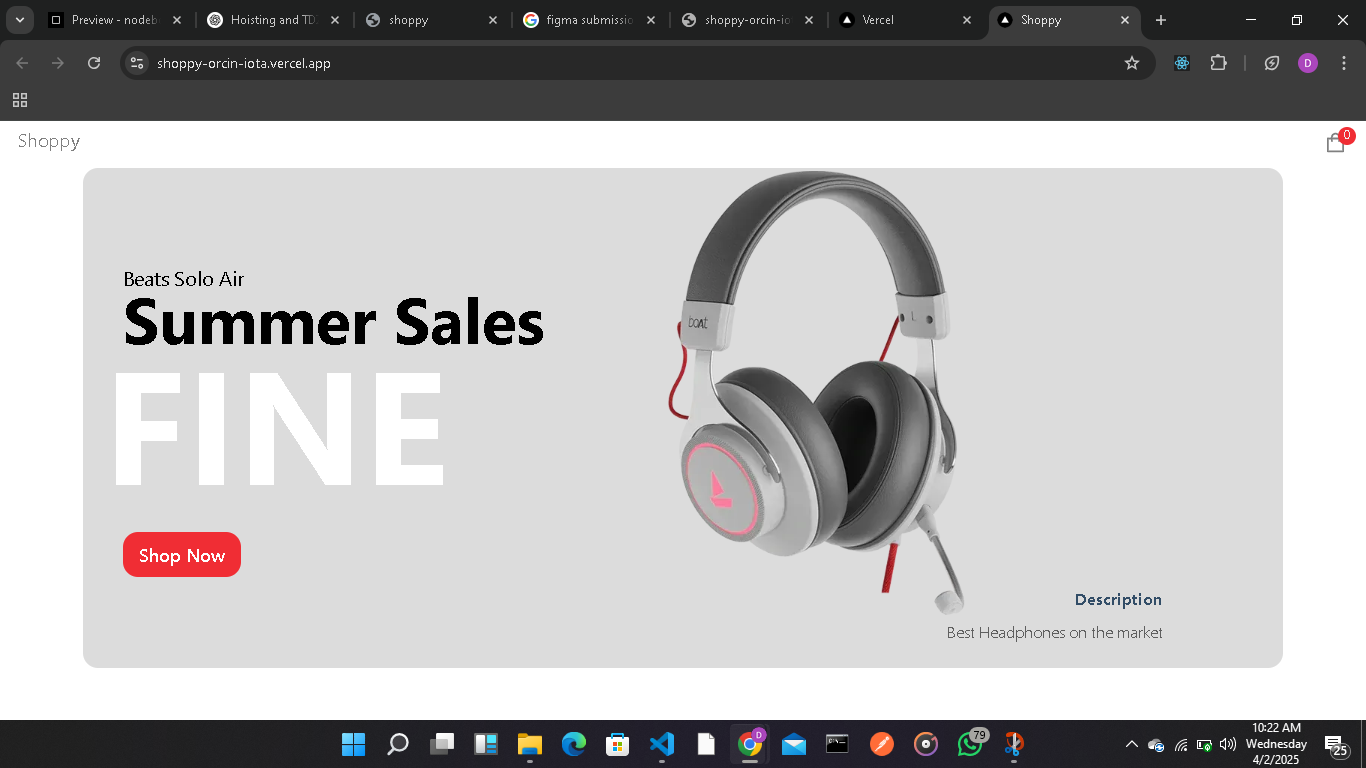 Preview - nodeb
Hoisting and TD
shoppy
figma submissio
shoppy-orcin-io
Vercel
Shoppy
shoppy-orcin-iota.vercel.app
D
Shoppy
0
Beats Solo Air
Summer Sales
FINE
boAt
L
Shop Now
Description
Best Headphones on the market
D
79
10:22 AM
Wednesday
4/2/2025
25